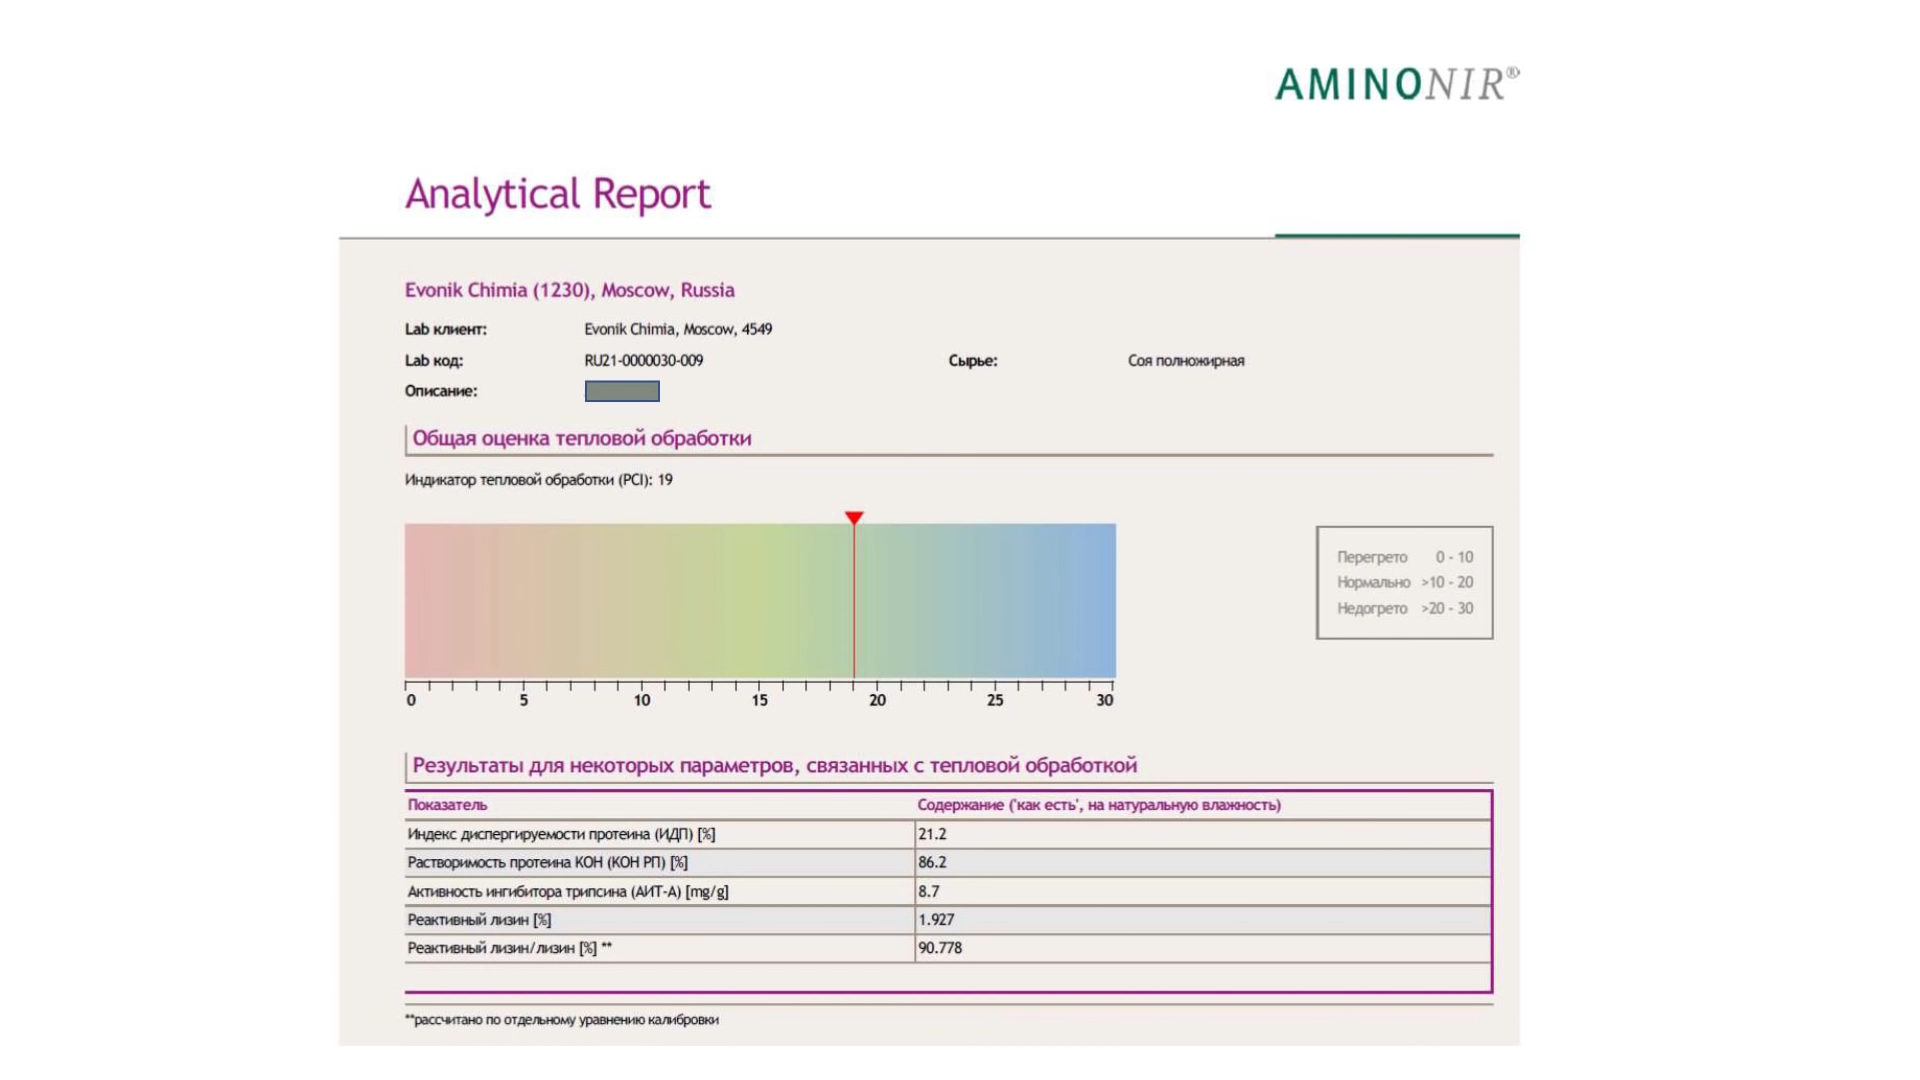 AMINONIR®
Analytical Report
Evonik Chimia (1230), Moscow, Russia
Lab клиент: Evonik Chimia, Moscow, 4549
Lab код: RU21-0000030-009 Сырье: Соя полножирная
Описание:
Общая оценка тепловой обработки
Индикатор тепловой обработки (PCI): 19
Перегрето 0 - 10
Нормально >10 - 20
Недогрето >20 - 30
0 5 10 15 20 25 30
Результаты для некоторых параметров, связанных с тепловой обработкой
Показатель Содержание ('как есть', на натуральную влажность)
Индекс диспергируемости протеина (ИДП) [%] 21.2
Растворимость протеина КОН (КОН РП) [%] 86.2
Активность ингибитора трипсина (АИТ-А) [mg/g] 8.7
Реактивный лизин [%] 1.927
Реактивный лизин/лизин [%] ** 90.778
**рассчитано по отдельному уравнению калибровки